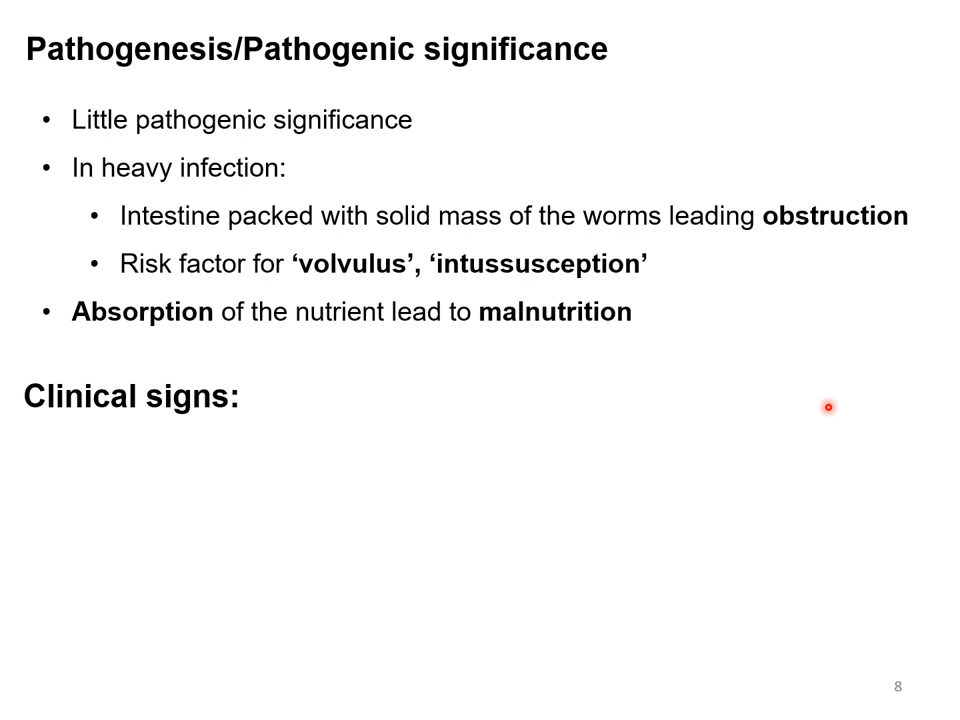 Pathogenesis/Pathogenic significance
• Little pathogenic significance
• In heavy infection:
• Intestine packed with solid mass of the worms leading obstruction
• Risk factor for ‘volvulus’, ‘intussusception’
• Absorption of the nutrient lead to malnutrition
Clinical signs:
8